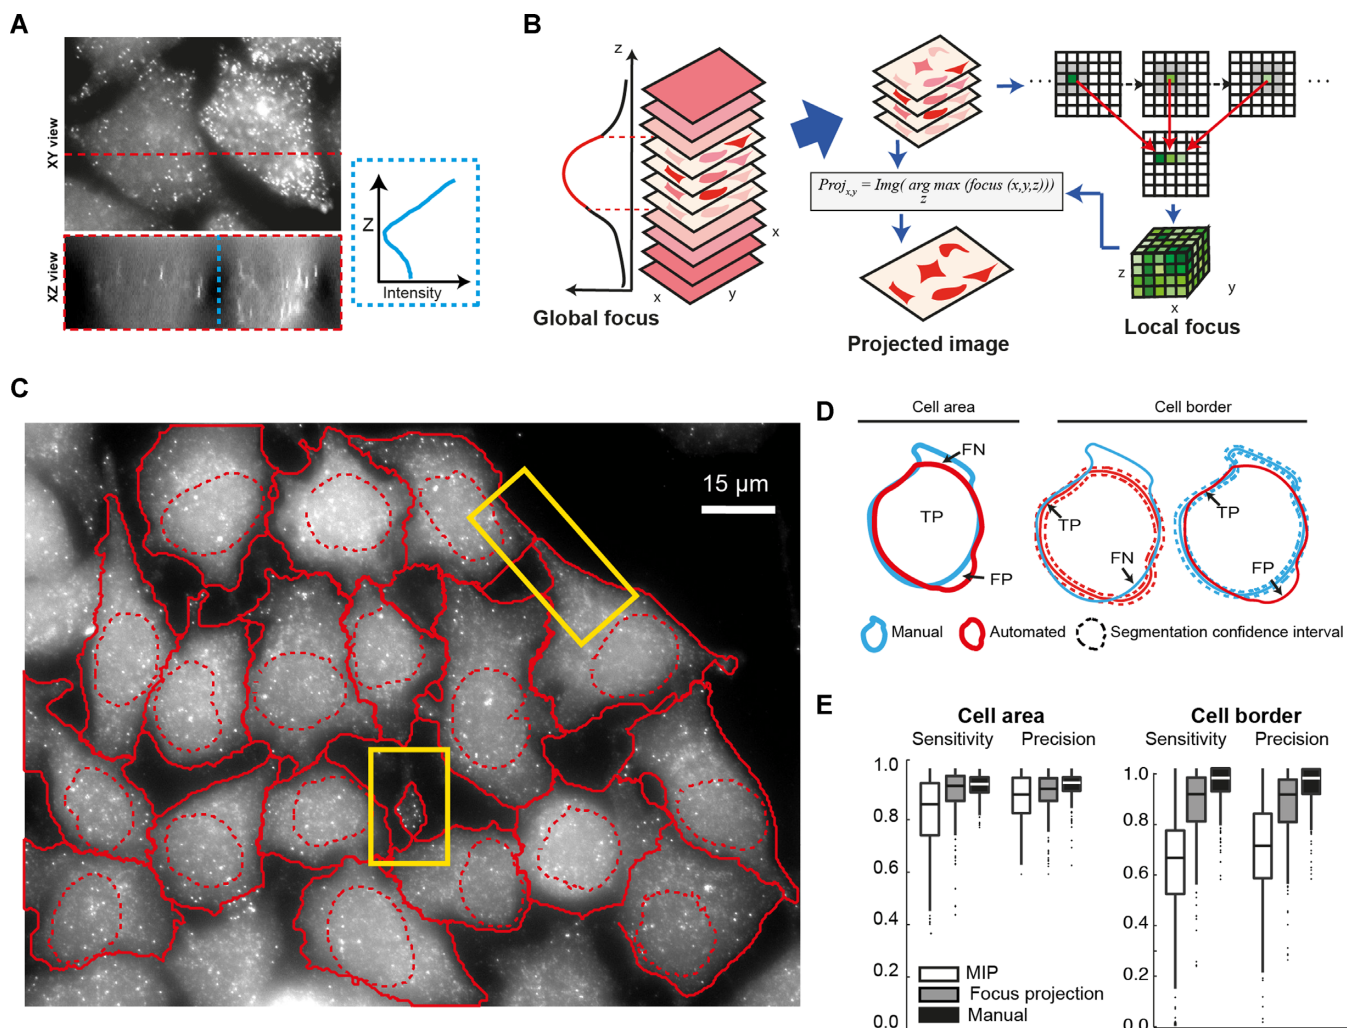 A
XY view
XZ view
Z
Intensity
B
z
x
y
x
Global focus
Proj x,y = Img( arg max (focus (x,y,z)))
z
Projected image
. . .
. . .
z
x
y
Local focus
C
15 µm
D
Cell area
Cell border
FN
TP
FP
TP
FN
TP
FP
Manual
Automated
Segmentation confidence interval
E
Cell area
Sensitivity
Precision
1.0
0.8
0.6
0.4
0.2
0.0
MIP
Focus projection
Manual
Cell border
Sensitivity
Precision
1.0
0.8
0.6
0.4
0.2
0.0